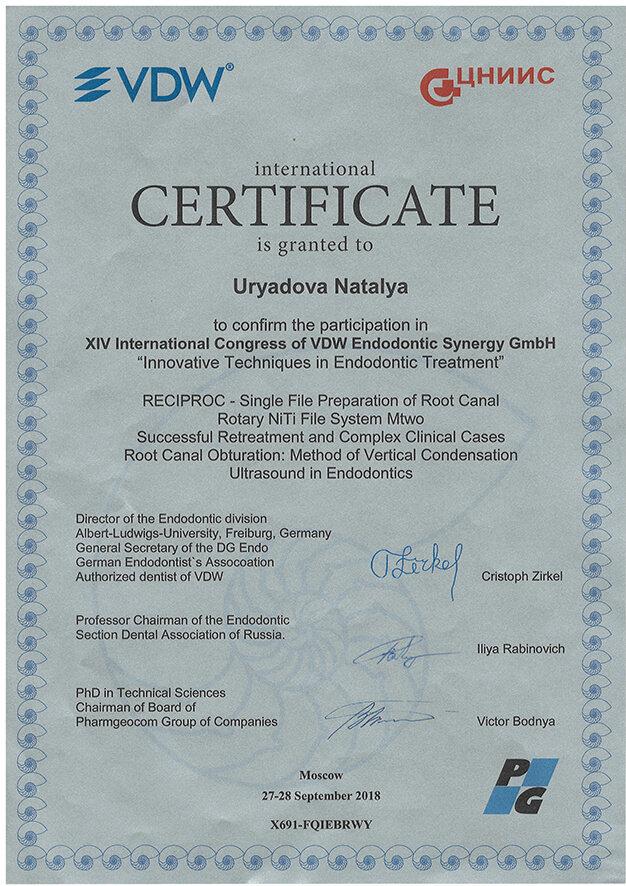 VDW®
ЦНИИС
international
CERTIFICATE
is granted to
Uryadova Natalya
to confirm the participation in
XIV International Congress of VDW Endodontic Synergy GmbH
“Innovative Techniques in Endodontic Treatment”
RECIPROC - Single File Preparation of Root Canal
Rotary NiTi File System Mtwo
Successful Retreatment and Complex Clinical Cases
Root Canal Obturation: Method of Vertical Condensation
Ultrasound in Endodontics
Director of the Endodontic division
Albert-Ludwigs-University, Freiburg, Germany
General Secretary of the DG Endo
German Endodontist`s Assocoation
Authorized dentist of VDW
Zirkel
Cristoph Zirkel
Professor Chairman of the Endodontic
Section Dental Association of Russia.
Iliya Rabinovich
PhD in Technical Sciences
Chairman of Board of
Pharmgeocom Group of Companies
Victor Bodnya
Moscow
27-28 September 2018
X691-FQIEBRWY
PG